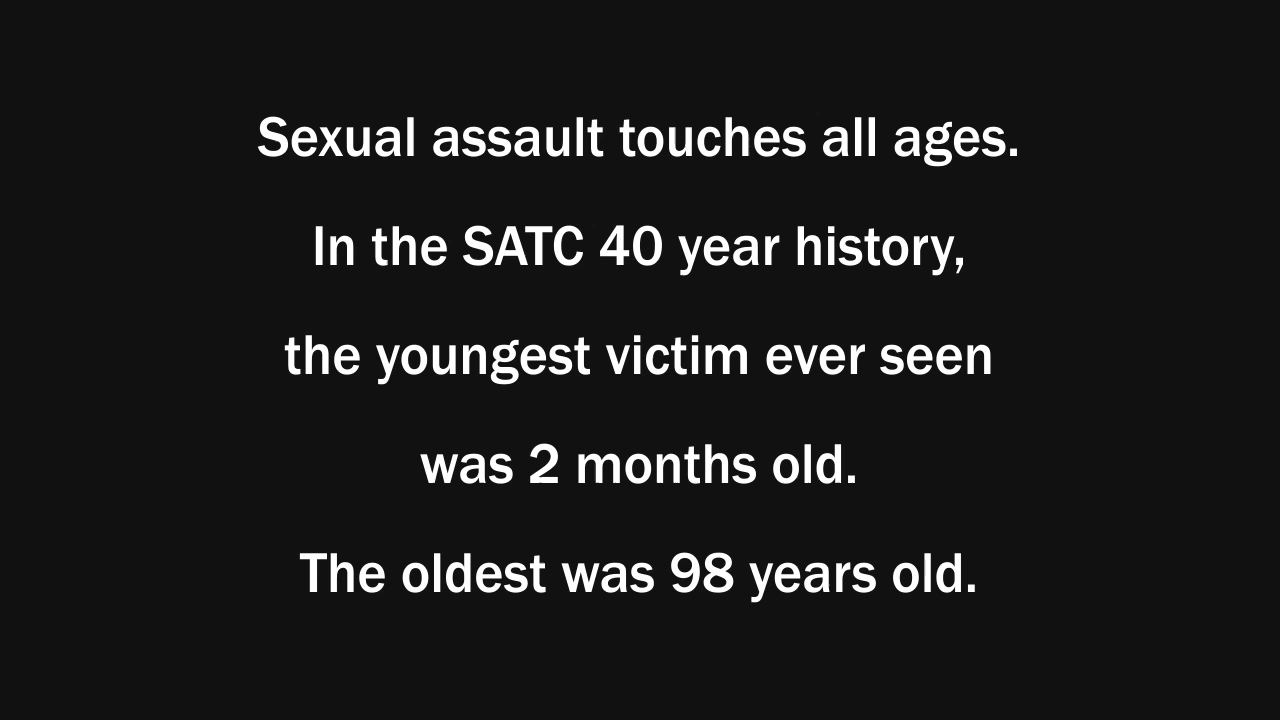 Sexual assault touches all ages.
In the SATC 40 year history,
the youngest victim ever seen
was 2 months old.
The oldest was 98 years old.